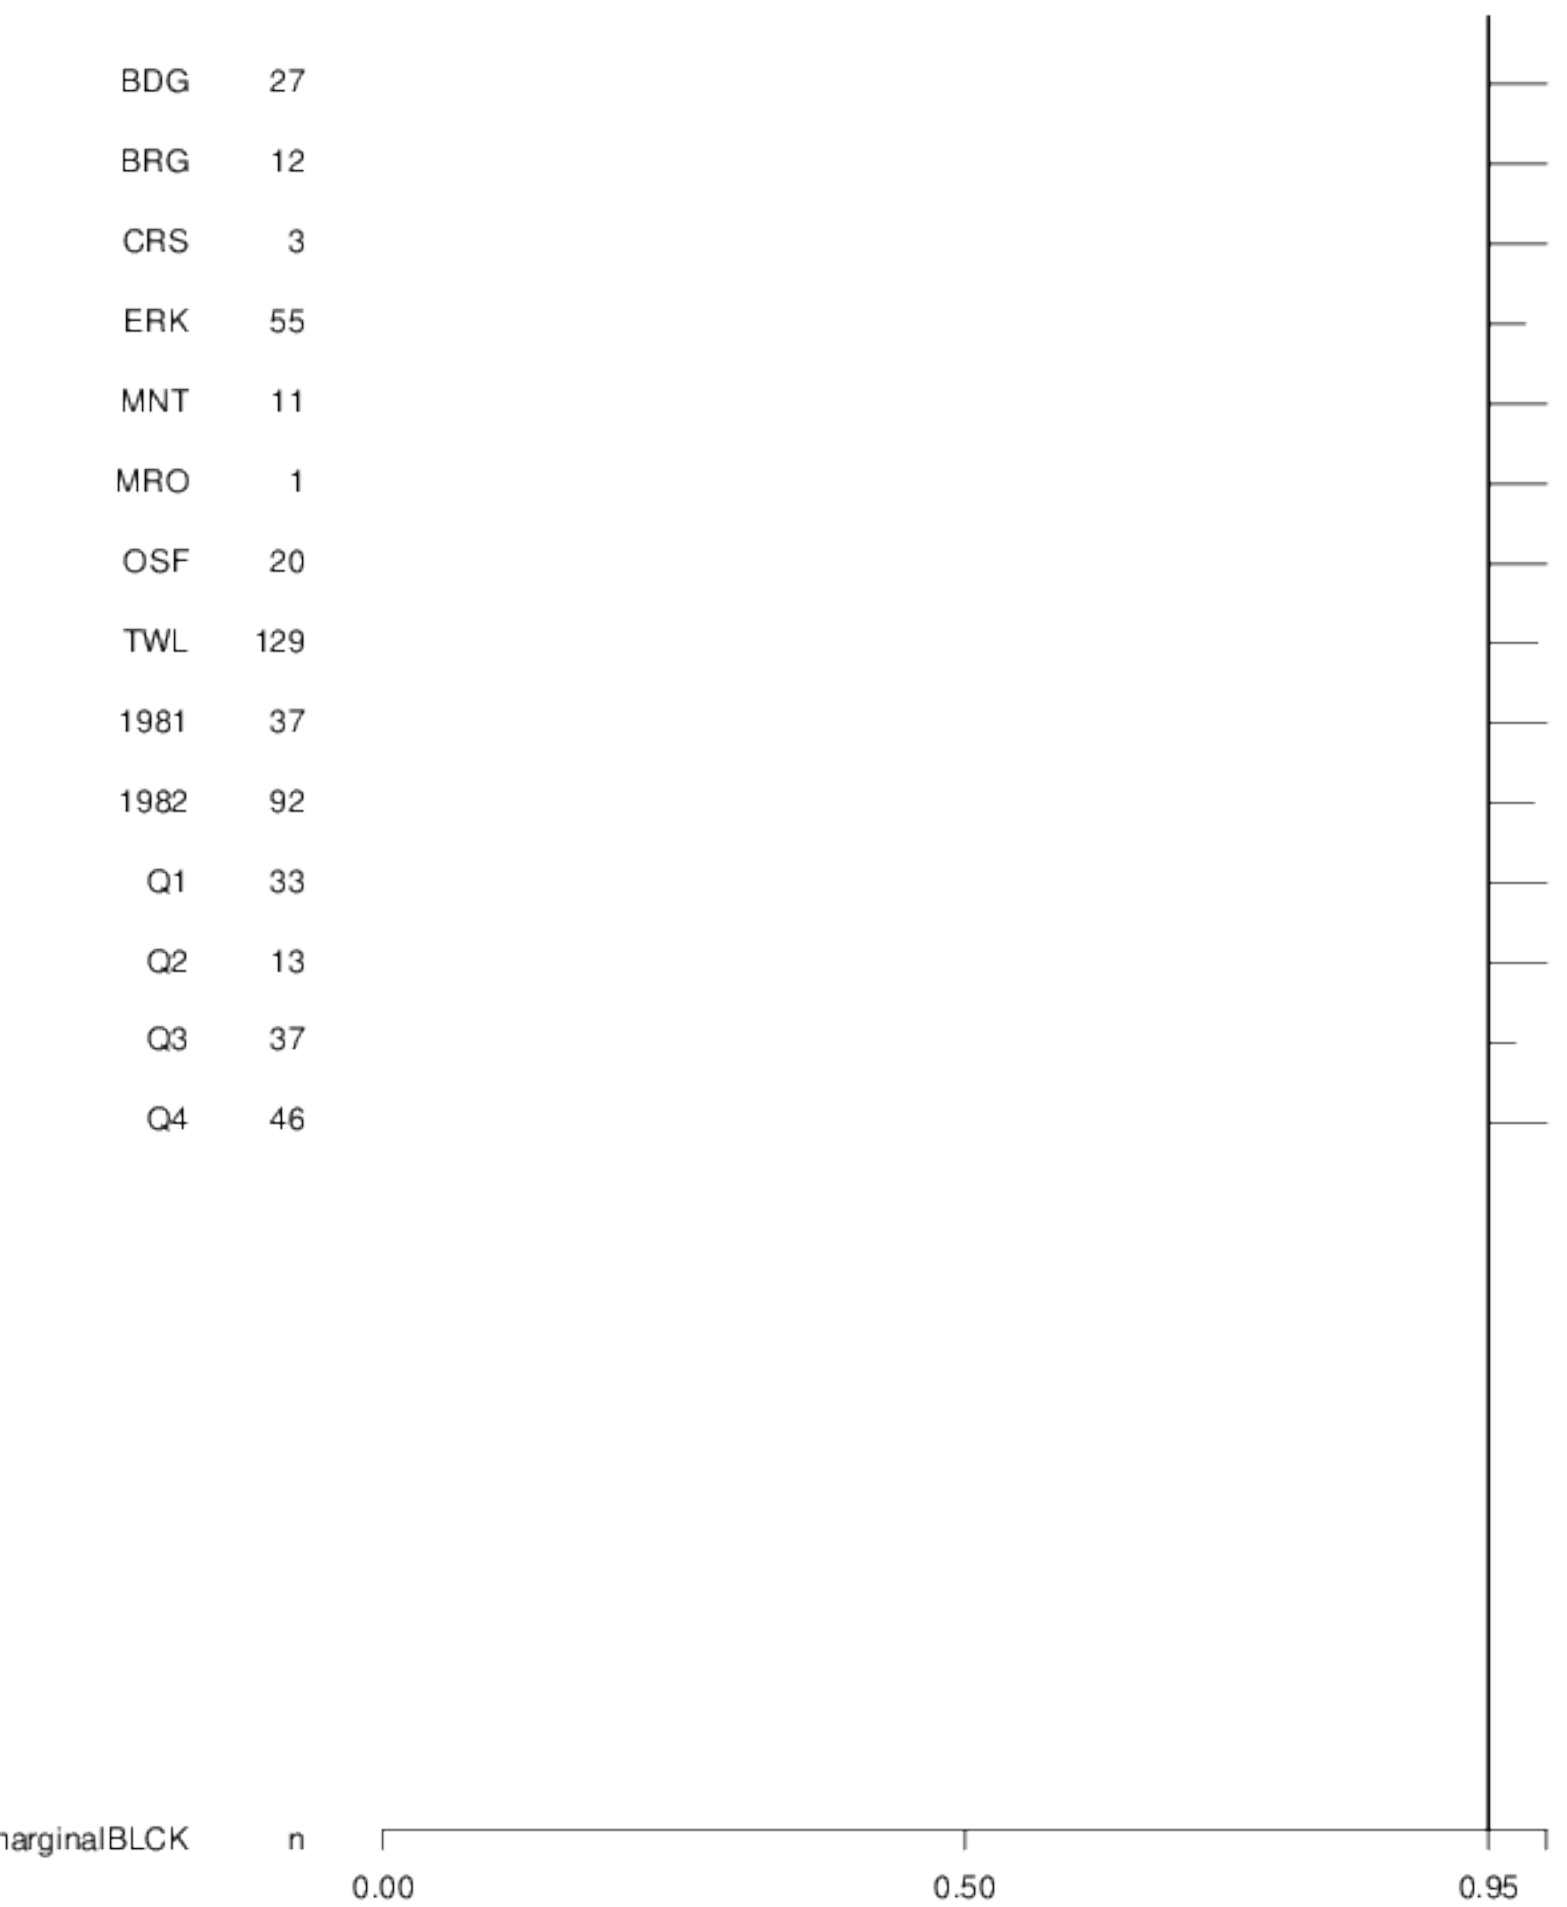 BDG 27
BRG 12
CRS 3
ERK 55
MNT 11
MRO 1
OSF 20
TWL 129
1981 37
1982 92
Q1 33
Q2 13
Q3 37
Q4 46
arginalBLCK n
0.00 0.50 0.95